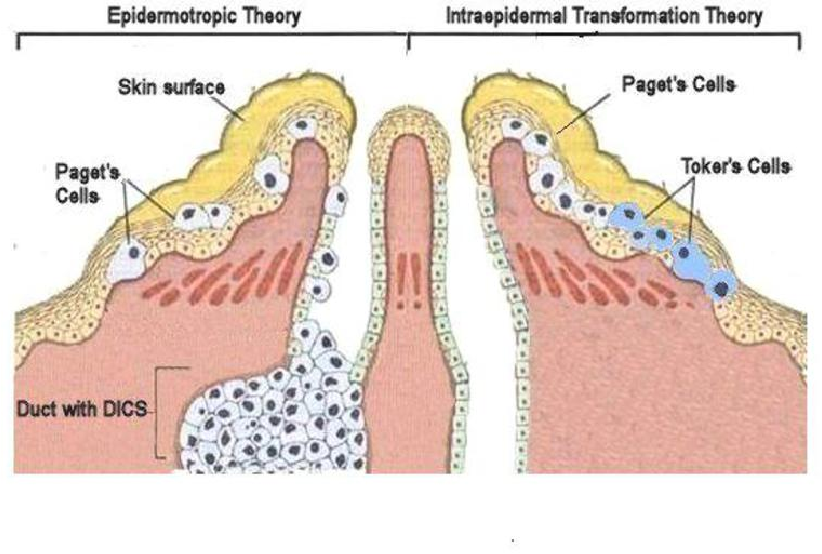 Epidermotropic Theory
Intraepidermal Transformation Theory
Skin surface
Paget's Cells
Paget's
Cells
Toker's Cells
Duct with DICS